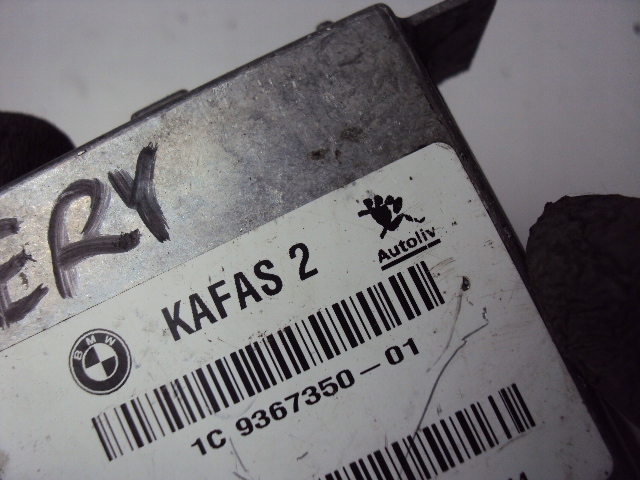 ERY
Autoliv
KAFAS 2
BMW
1C 9367350-01